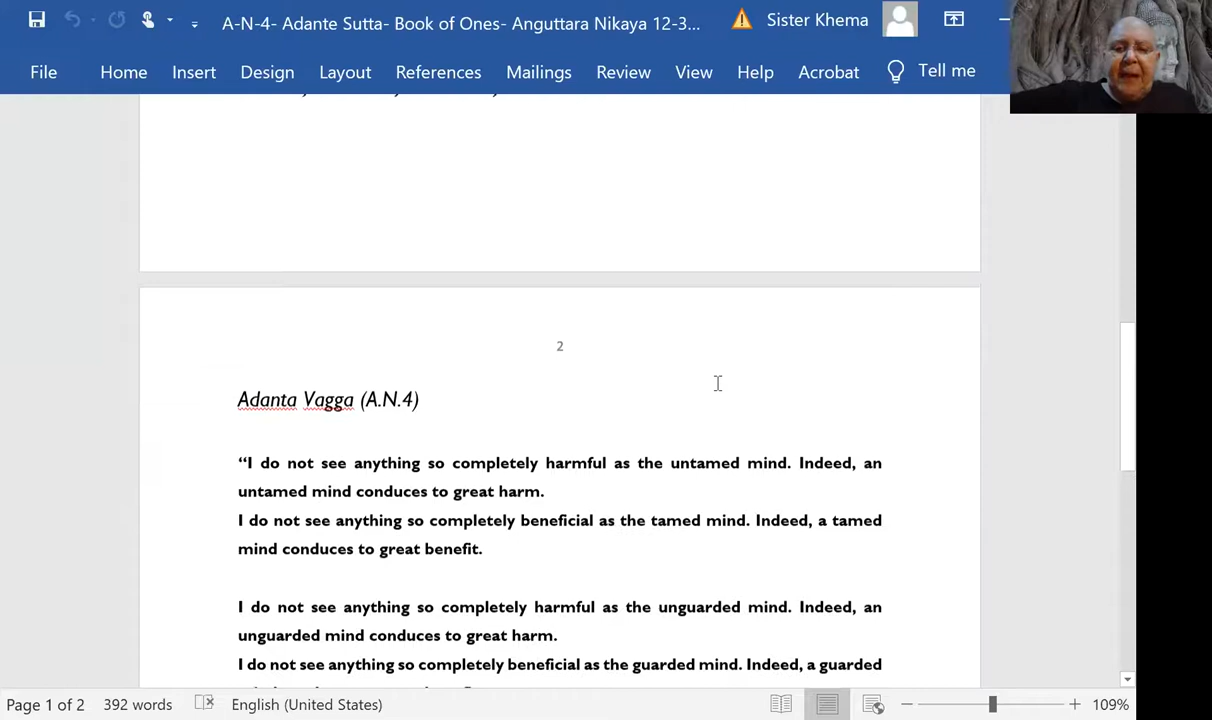 A-N-4- Adante Sutta- Book of Ones- Anguttara Nikaya 12-3...
Sister Khema
File Home Insert Design Layout References Mailings Review View Help Acrobat Tell me
2
Adanta Vagga (A.N.4)
“I do not see anything so completely harmful as the untamed mind. Indeed, an
untamed mind conduces to great harm.
I do not see anything so completely beneficial as the tamed mind. Indeed, a tamed
mind conduces to great benefit.
I do not see anything so completely harmful as the unguarded mind. Indeed, an
unguarded mind conduces to great harm.
I do not see anything so completely beneficial as the guarded mind. Indeed, a guarded
Page 1 of 2 392 words English (United States) 109%